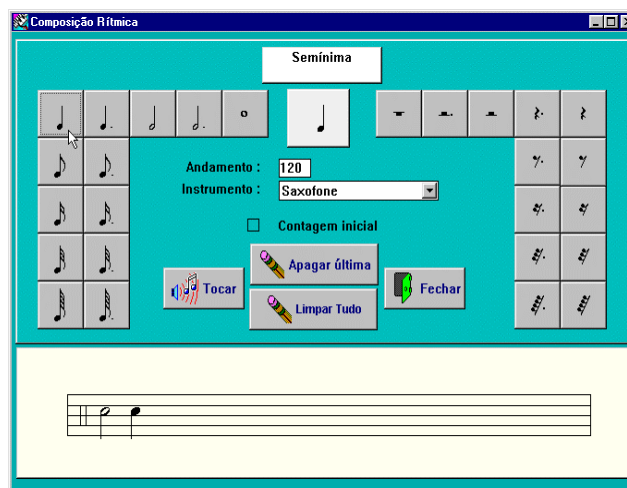 Composição Rítmica
Semínima
Andamento : 120
Instrumento : Saxofone
Contagem inicial
Apagar última
Tocar
Fechar
Limpar Tudo